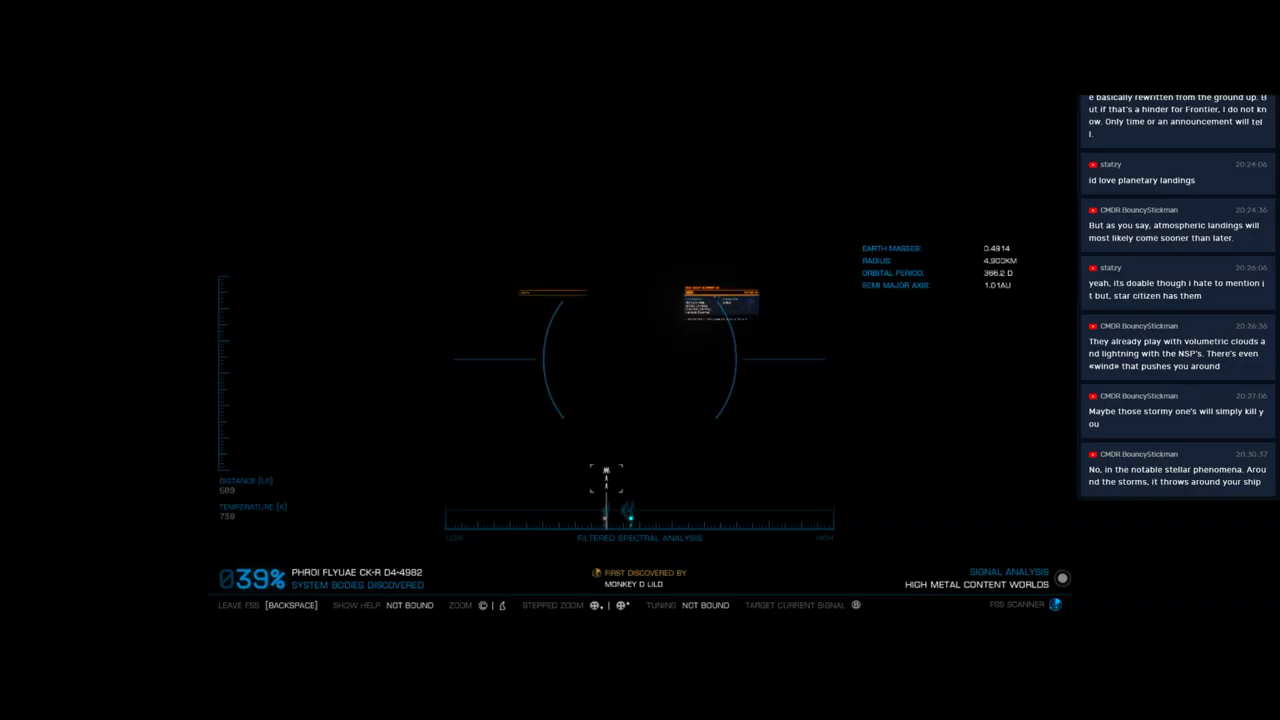 e basically rewritten from the ground up. B
ut if that's a hinder for Frontier, I do not kn
ow. Only time or an announcement will tel
l.
statzy 20:24:06
id love planetary landings
CMDR BouncyStickman 20:24:36
But as you say, atmospheric landings will
most likely come sooner than later.
statzy 20:26:06
yeah, its doable though i hate to mention i
t but, star citizen has them
CMDR BouncyStickman 20:26:36
They already play with volumetric clouds a
nd lightning with the NSP's. There's even
«wind» that pushes you around
CMDR BouncyStickman 20:27:06
Maybe those stormy one's will simply kill y
ou
CMDR BouncyStickman 20:30:37
No, in the notable stellar phenomena. Arou
nd the storms, it throws around your ship
EARTH MASSES: 0.4914
RADIUS: 4,900KM
ORBITAL PERIOD: 366.2 D
SEMI MAJOR AXIS: 1.01AU
DISTANCE (LS)
509
TEMPERATURE (K)
738
LOW FILTERED SPECTRAL ANALYSIS HIGH
039% PHROI FLYUAE CK-R D4-4982
SYSTEM BODIES DISCOVERED
FIRST DISCOVERED BY
MONKEY D LILO
SIGNAL ANALYSIS
HIGH METAL CONTENT WORLDS
LEAVE FSS [BACKSPACE] SHOW HELP NOT BOUND ZOOM | STEPPED ZOOM | TUNING NOT BOUND TARGET CURRENT SIGNAL FSS SCANNER